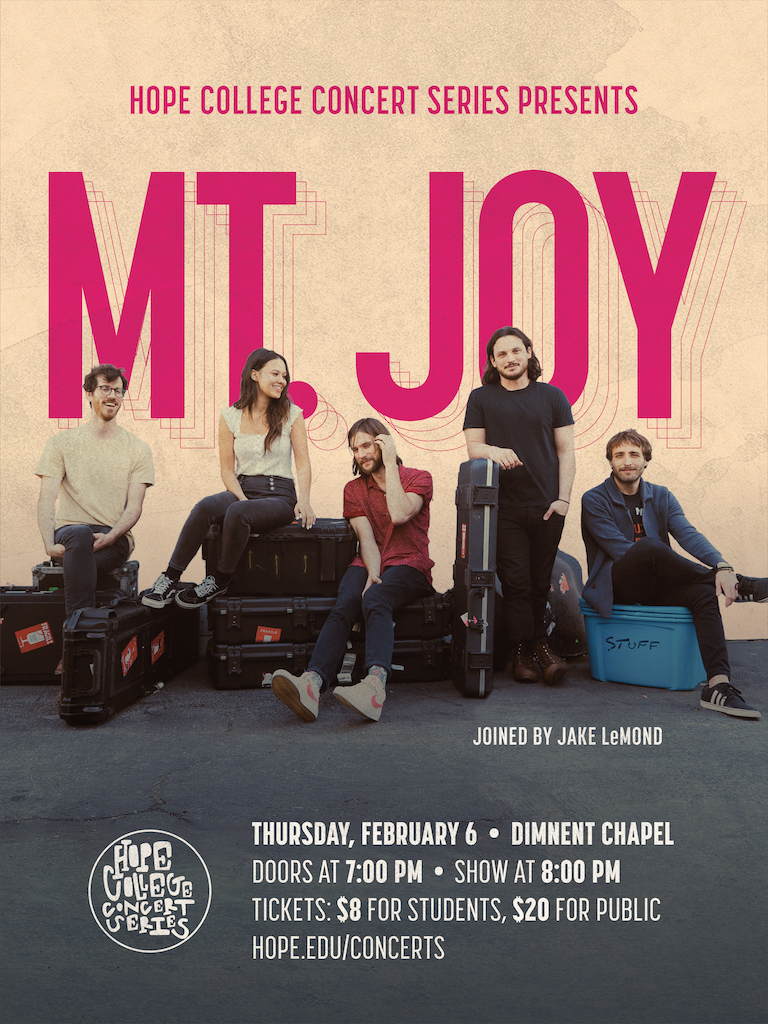 HOPE COLLEGE CONCERT SERIES PRESENTS
MT. JOY
FRAGILE
STUFF
JOINED BY JAKE LeMOND
THURSDAY, FEBRUARY 6 • DIMNENT CHAPEL
DOORS AT 7:00 PM • SHOW AT 8:00 PM
TICKETS: $8 FOR STUDENTS, $20 FOR PUBLIC
HOPE.EDU/CONCERTS
HOPE
COLLEGE
CONCERT
SERIES